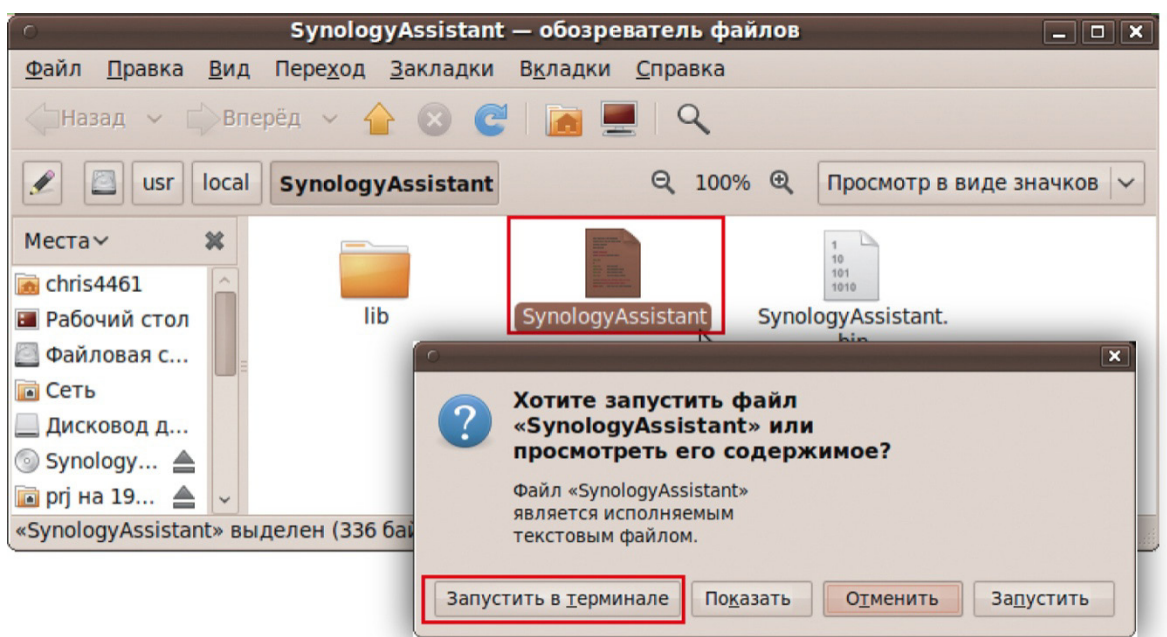 SynologyAssistant — обозреватель файлов
Файл Правка Вид Переход Закладки Вкладки Справка
Назад Вперёд
usr local SynologyAssistant 100% Просмотр в виде значков
Места
chris4461
Рабочий стол
Файловая с...
Сеть
Дисковод д...
Synology...
prj на 19...
lib
SynologyAssistant
1
10
101
1010
SynologyAssistant.
bin
«SynologyAssistant» выделен (336 бай
Хотите запустить файл
«SynologyAssistant» или
просмотреть его содержимое?
Файл «SynologyAssistant»
является исполняемым
текстовым файлом.
Запустить в терминале Показать Отменить Запустить